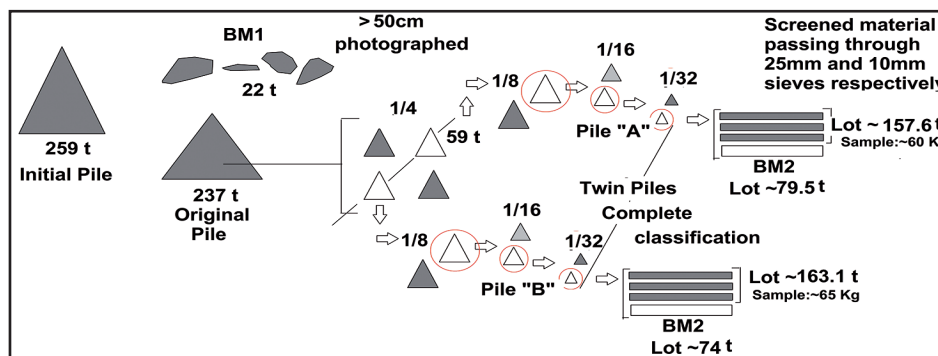 > 50cm
photographed
BM1
22 t
259 t
Initial Pile
237 t
Original
Pile
1/4
59 t
1/8
1/16
1/32
Pile "A"
Screened material
passing through
25mm and 10mm
sieves respectively
Lot ~ 157.6 t
Sample:~60 Kg
BM2
Lot ~79.5 t
Twin Piles
Complete
classification
1/8
1/16
1/32
Pile "B"
Lot ~163.1 t
Sample:~65 Kg
BM2
Lot ~74 t